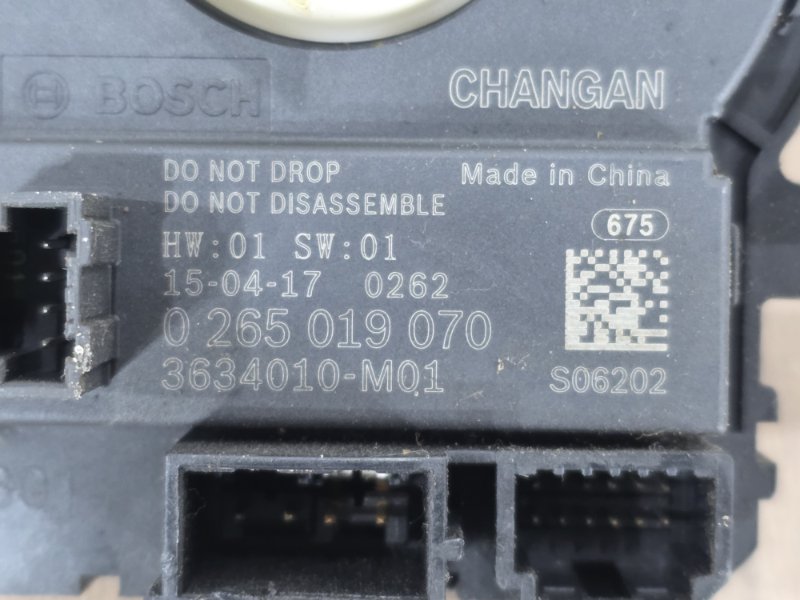 BOSCH CHANGAN
DO NOT DROP Made in China
DO NOT DISASSEMBLE
675
HW:01 SW:01
15-04-17 0262
0 265 019 070
3634010-M01 S06202